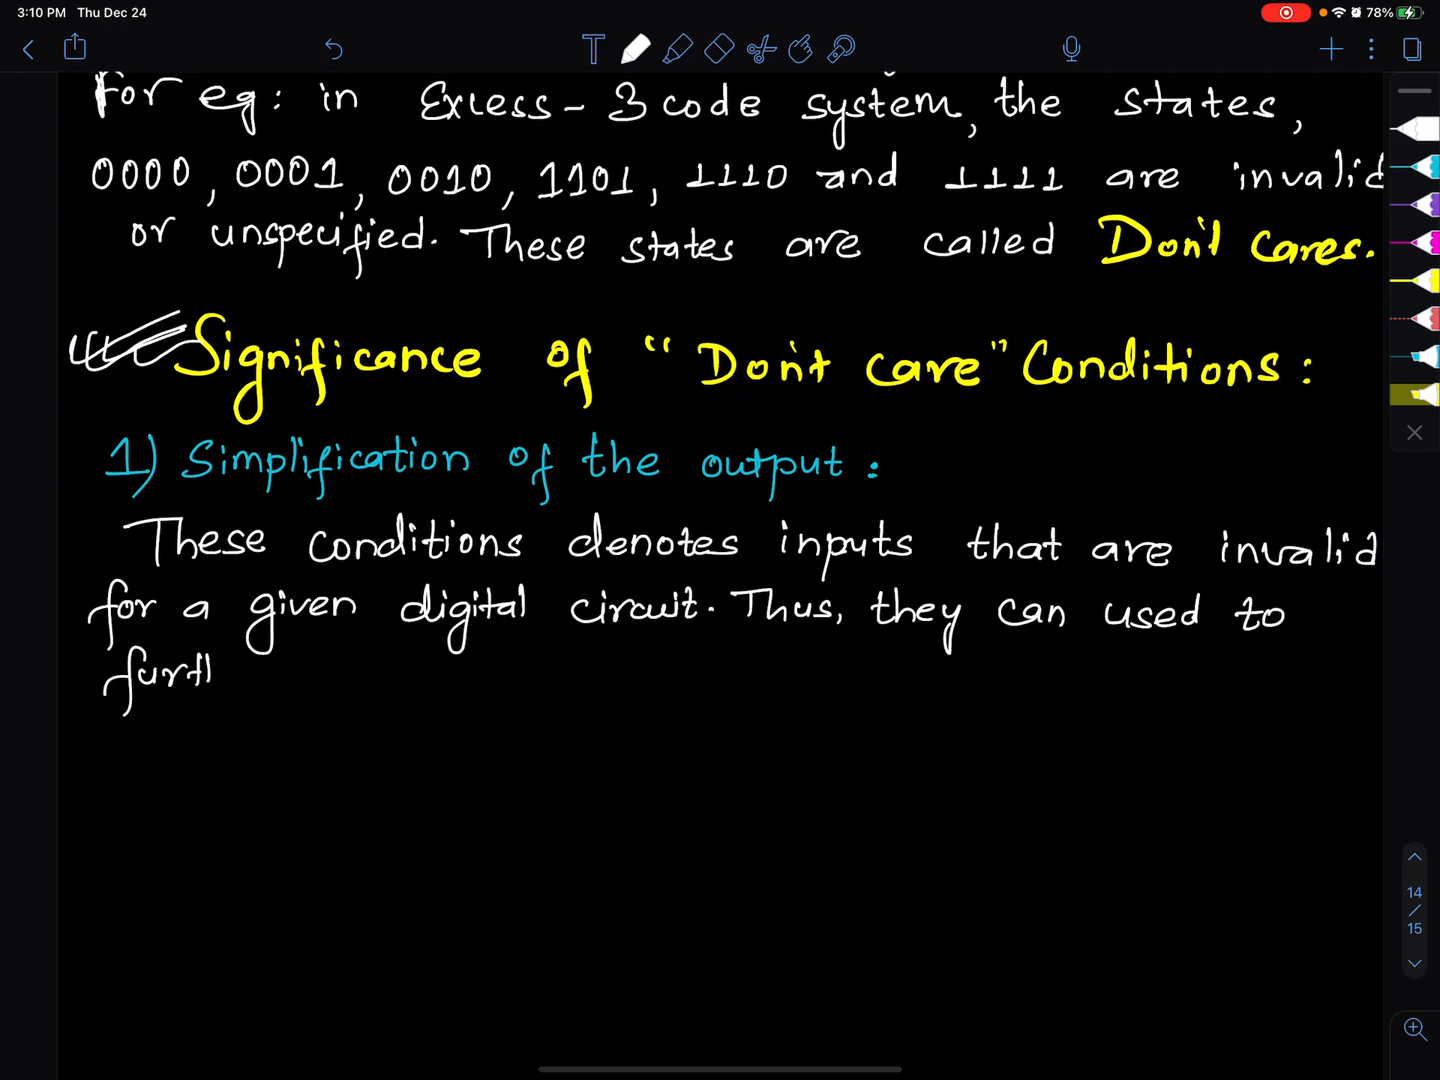 3:10 PM Thu Dec 24
78%
For eg: in Excess-3 code system, the states,
0000, 0001, 0010, 1101, 1110 and 1111 are invalid
or unspecified. These states are called Don't Cares.
Significance of "Don't care" Conditions:
1) Simplification of the output:
These conditions denotes inputs that are invalid
for a given digital circuit. Thus, they can used to
furth
14
/
15